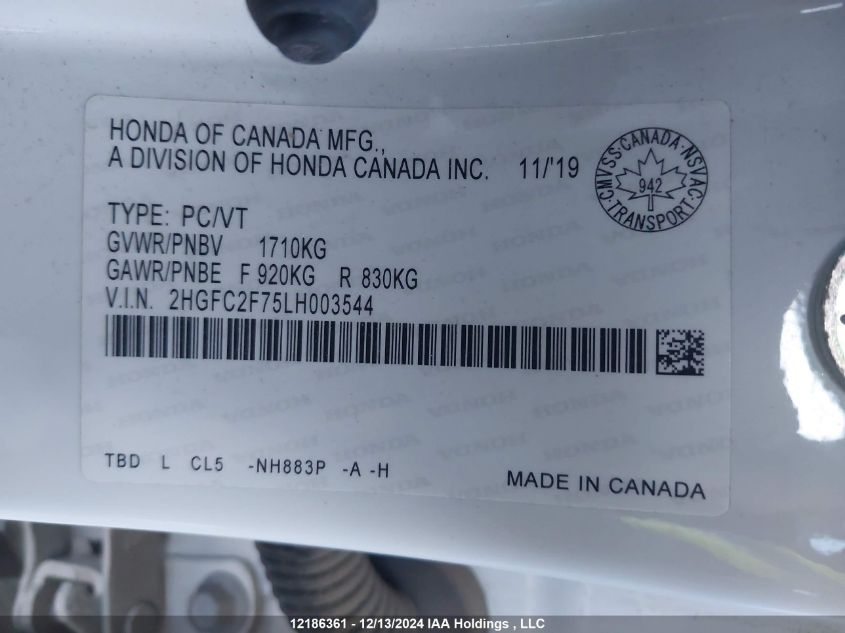 HONDA OF CANADA MFG.,
A DIVISION OF HONDA CANADA INC. 11/'19
CMVSS · CANADA · NSVAC · TRANSPORT
942
TYPE: PC/VT
GVWR/PNBV 1710KG
GAWR/PNBE F 920KG R 830KG
V.I.N. 2HGFC2F75LH003544
TBD L CL5 -NH883P -A -H
MADE IN CANADA
12186361 - 12/13/2024 IAA Holdings , LLC